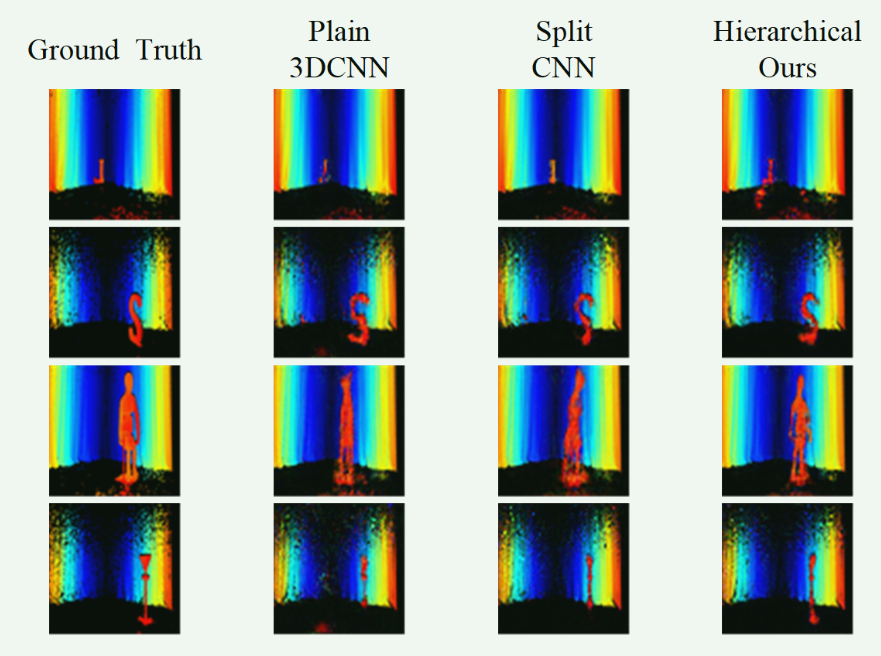 Ground Truth
Plain
3DCNN
Split
CNN
Hierarchical
Ours